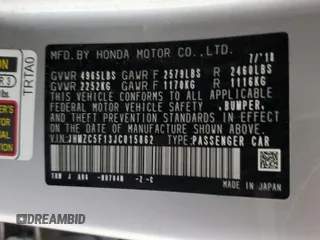 MFD.BY HONDA MOTOR CO.,LTD. 7/'18
GVWR 4965LBS GAWR F 2579LBS R 2460LBS
GVWR 2252KG GAWR F 1170KG R 1116KG
THIS VEHICLE CONFORMS TO ALL APPLICABLE
FEDERAL MOTOR VEHICLE SAFETY, BUMPER,
AND THEFT PREVENTION STANDARDS IN EFFECT
ON THE DATE OF MANUFACTURE SHOWN ABOVE.
V.I.N:JHMZC5F13JC015862 TYPE:PASSENGER CAR
MADE IN JAPAN
TRTA0
lbs.
DRIVEBID